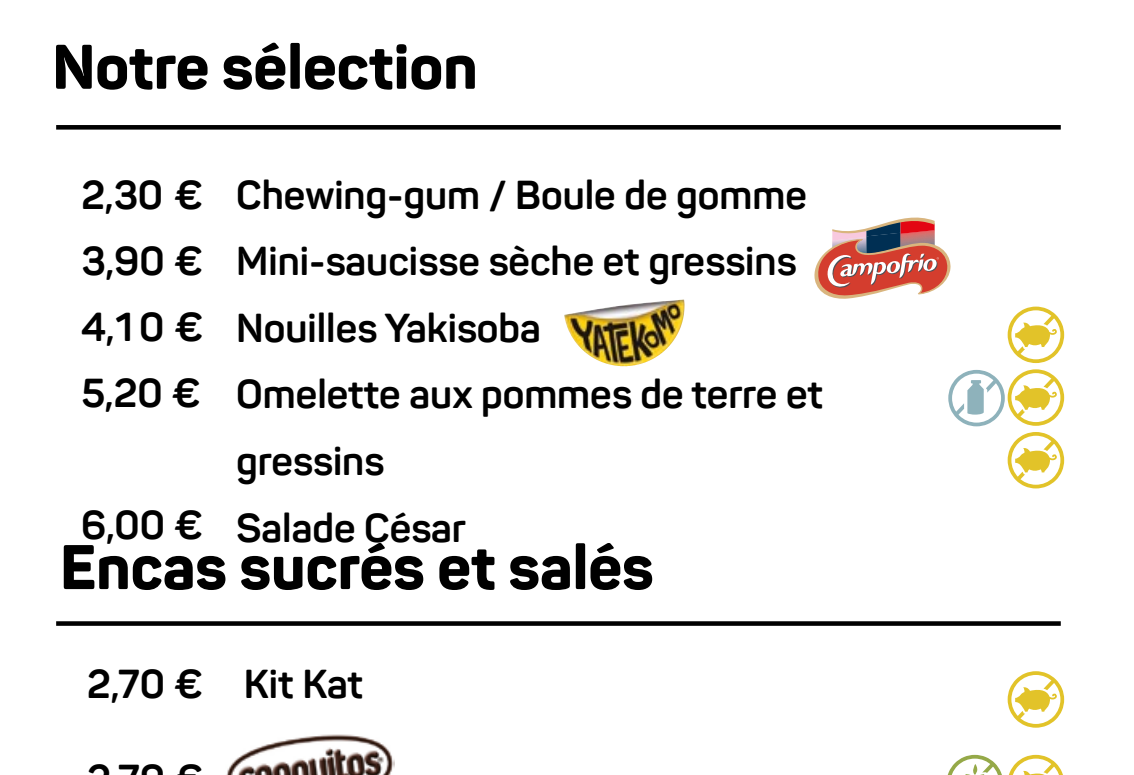 Notre sélection
2,30 € Chewing-gum / Boule de gomme
3,90 € Mini-saucisse sèche et gressins Campofrio
4,10 € Nouilles Yakisoba YATEKOMO
5,20 € Omelette aux pommes de terre et
gressins
6,00 € Salade César
Encas sucrés et salés
2,70 € Kit Kat